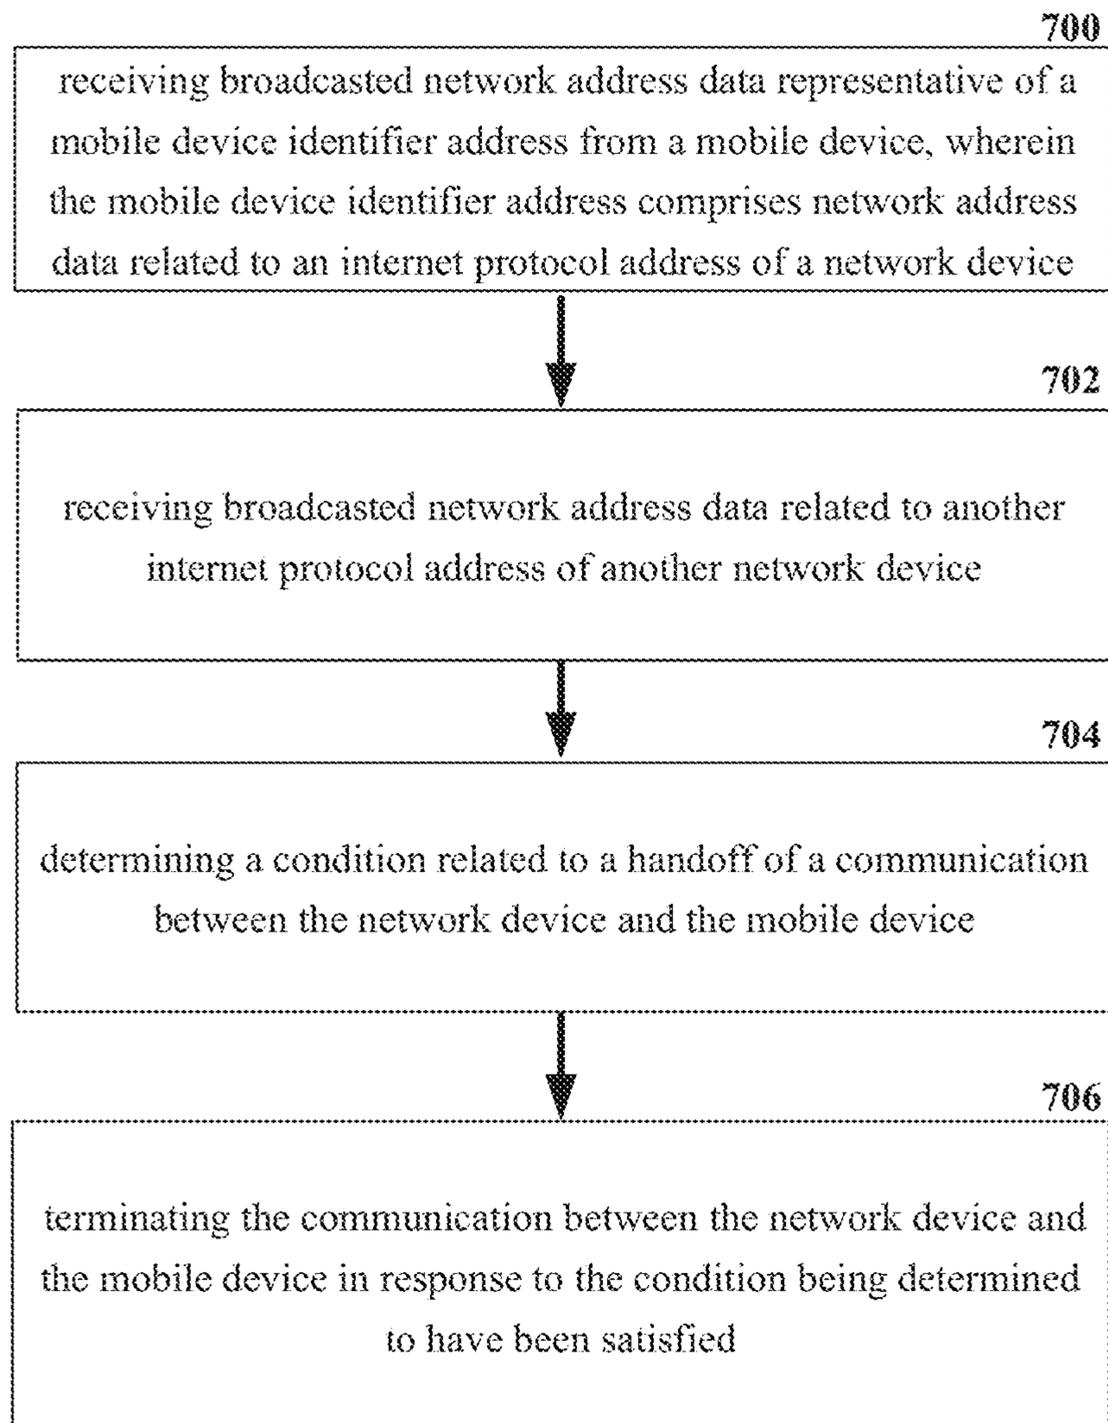 700
receiving broadcasted network address data representative of a
mobile device identifier address from a mobile device, wherein
the mobile device identifier address comprises network address
data related to an internet protocol address of a network device
702
receiving broadcasted network address data related to another
internet protocol address of another network device
704
determining a condition related to a handoff of a communication
between the network device and the mobile device
706
terminating the communication between the network device and
the mobile device in response to the condition being determined
to have been satisfied